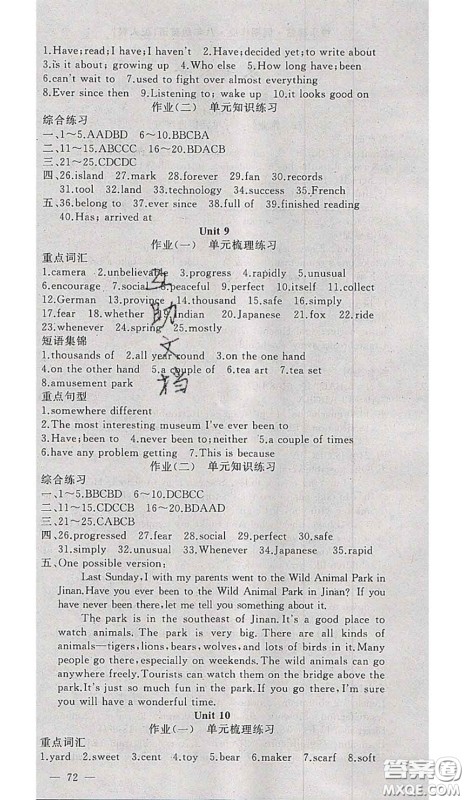 1.Have;read;I have;I haven't 2.Have;decided yet;to write about
3.is it about; growing up 4.Who else 5.How long have;been
6.can't wait to 7.used to fight over almost everything
8.Ever since then 9.Listening to; wake up 10.it looks good on
作业(二) 单元知识练习
综合练习
一、1～5.AADBD 6～10.BBCBA
二、11～15.ABCCC 16～20.BDACB
三、21～25.CDCDC
四、26.island 27.mark 28.forever 29.fan 30.records
31.tool 32.land 33.technology 34.success 35.French
五、36.belong to 37.ever since 38.full of 39.finished reading
40.Has; arrived at
Unit 9
作业(一) 单元梳理练习
重点词汇
1.camera 2.unbelievable 3.progress 4.rapidly 5.unusual
6.encourage 7.social 8.peaceful 9.perfect 10.itself 11.collect
12.German 13.province 14.thousand 15.safe 16.simply
17.fear 18.whether 19.Indian 20.Japanese 21.fox 22.ride
23.whenever 24.spring 25.mostly
短语集锦
1.thousands of 2.all year round 3.on the one hand
4.on the other hand 5.a couple of 6.tea art 7.tea set
8.amusement park
重点句型
1.somewhere different
2.The most interesting museum I've ever been to
3.Have;been to 4.never been to;neither 5.a couple of times
6.have any problem getting 7.This is because
作业(二) 单元知识练习
综合练习
一、1～5.BBCBD 6～10.DCBCC
二、11～15.CDCCB 16～20.BDAAD
三、21～25.CABCB
四、26.progressed 27.fear 28.social 29.perfect 30.safe
31.simply 32.unusual 33.Whenever 34.Japanese 35.rapid
五、One possible version:
Last Sunday,I with my parents went to the Wild Animal Park in
Jinan.Have you ever been to the Wild Animal Park in Jinan? If you
have never been there,let me tell you something about it.
The park is in the southeast of Jinan.It's a good place to
watch animals. The park is very big. There are all kinds of
animals—tigers,lions,bears,wolves,and lots of birds in it.Many
people go there,especially on weekends. The wild animals can go
anywhere freely.Tourists can watch them on the bridge above the
park.It's just so much fun in the park.If you go there,I'm sure
you will have a wonderful time.
Unit 10
作业(一) 单元梳理练习
重点词汇
1.yard 2.sweet 3.cent 4.toy 5.bear 6.maker 7.scarf 8.soft
— 72 —
互助文档
答案圈
MXQE.COM